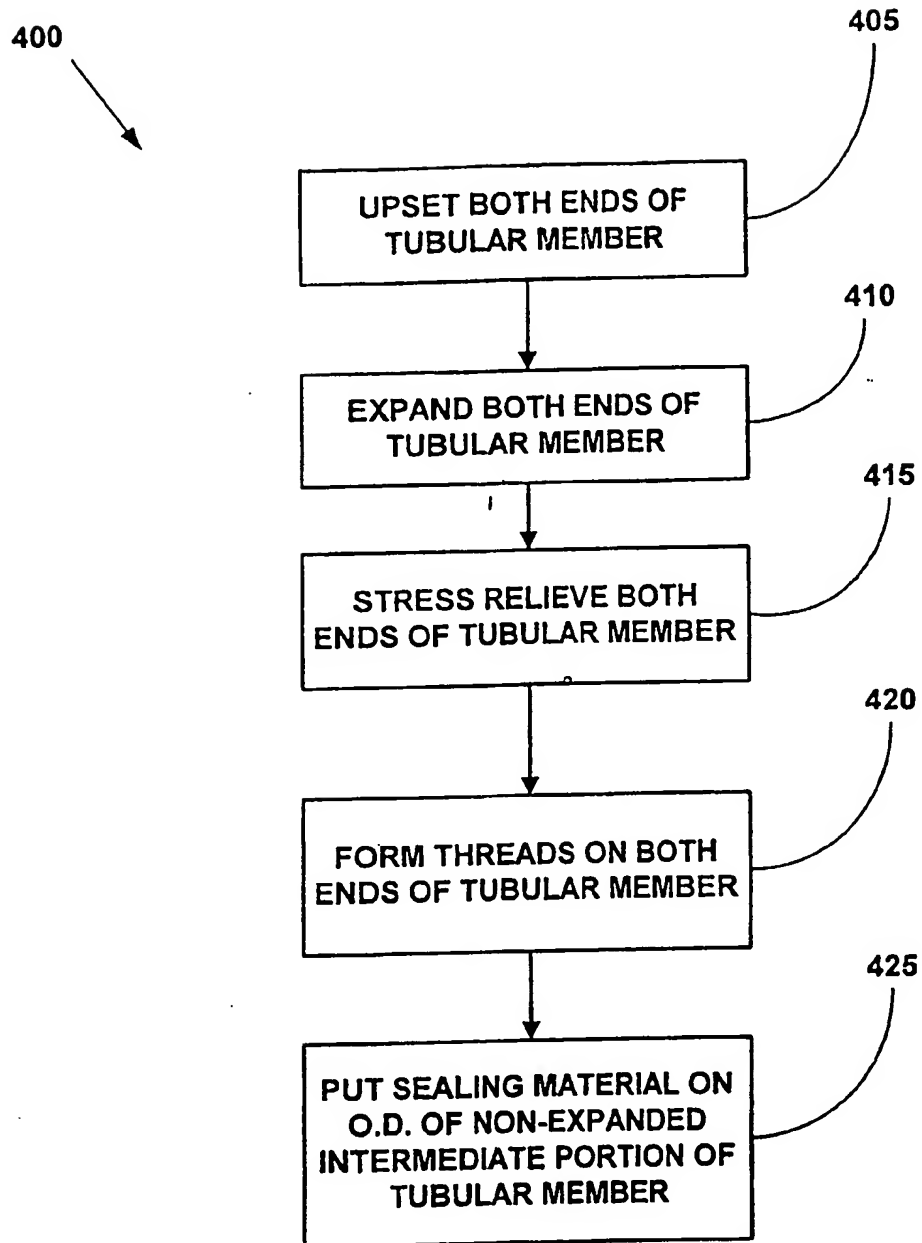 400
405
UPSET BOTH ENDS OF
TUBULAR MEMBER
410
EXPAND BOTH ENDS OF
TUBULAR MEMBER
415
STRESS RELIEVE BOTH
ENDS OF TUBULAR MEMBER
420
FORM THREADS ON BOTH
ENDS OF TUBULAR MEMBER
425
PUT SEALING MATERIAL ON
O.D. OF NON-EXPANDED
INTERMEDIATE PORTION OF
TUBULAR MEMBER